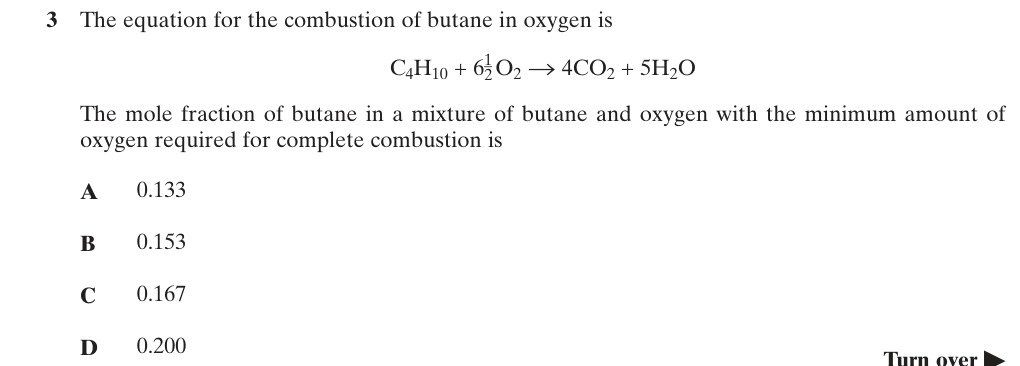 3 The equation for the combustion of butane in oxygen is
C₄H₁₀ + 6½O₂ → 4CO₂ + 5H₂O
The mole fraction of butane in a mixture of butane and oxygen with the minimum amount of
oxygen required for complete combustion is
A 0.133
B 0.153
C 0.167
D 0.200
Turn over ▶